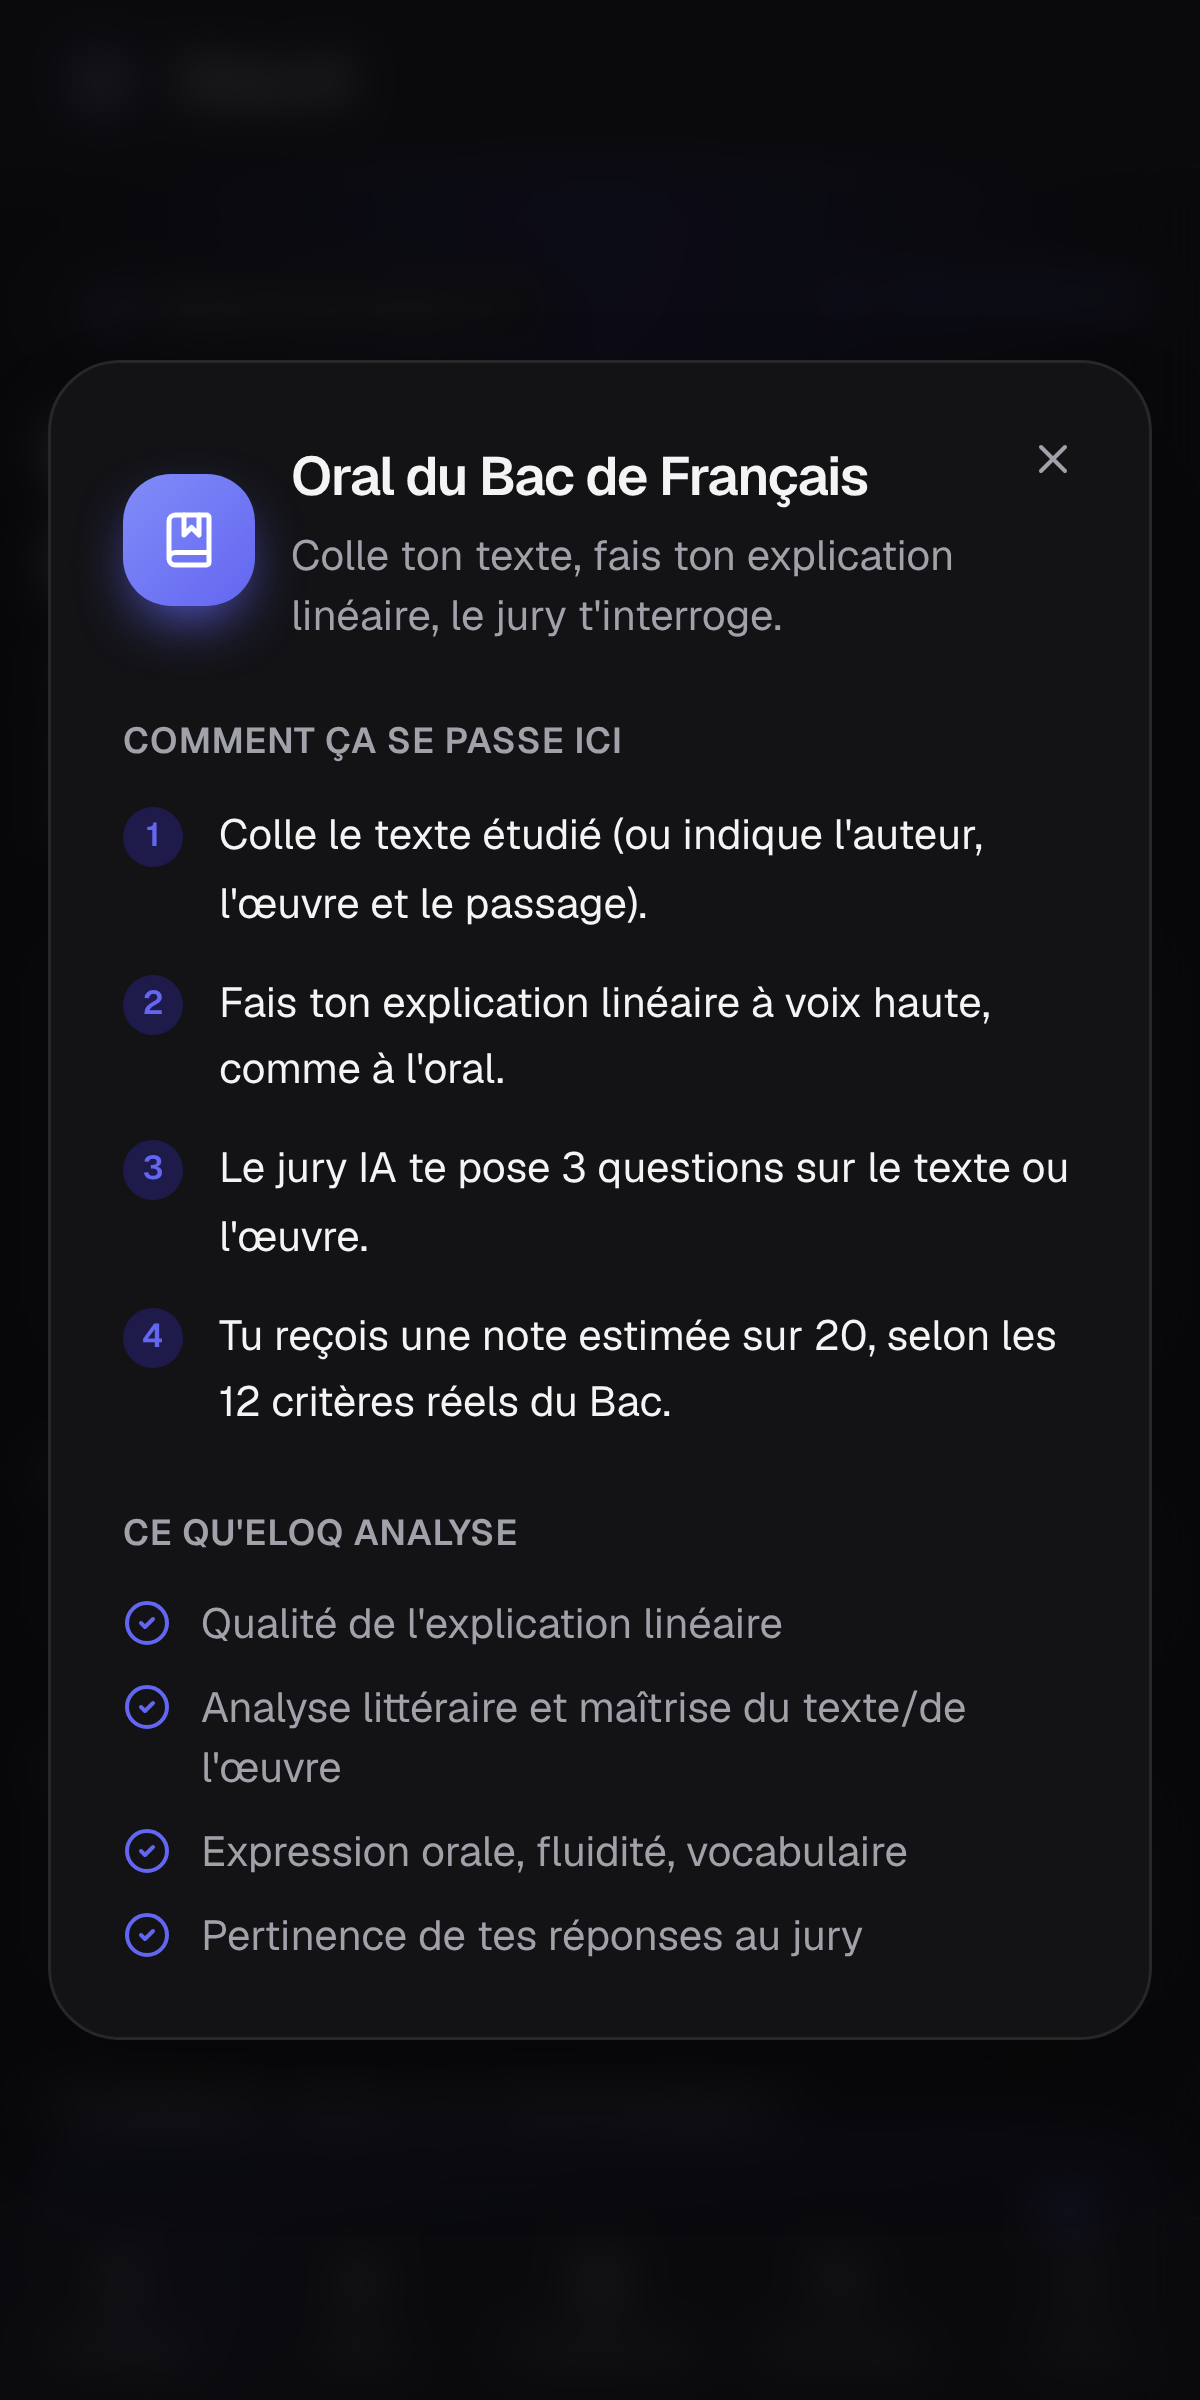 Oral du Bac de Français
Colle ton texte, fais ton explication
linéaire, le jury t'interroge.
COMMENT ÇA SE PASSE ICI
1 Colle le texte étudié (ou indique l'auteur,
l'œuvre et le passage).
2 Fais ton explication linéaire à voix haute,
comme à l'oral.
3 Le jury IA te pose 3 questions sur le texte ou
l'œuvre.
4 Tu reçois une note estimée sur 20, selon les
12 critères réels du Bac.
CE QU'ELOQ ANALYSE
Qualité de l'explication linéaire
Analyse littéraire et maîtrise du texte/de
l'œuvre
Expression orale, fluidité, vocabulaire
Pertinence de tes réponses au jury